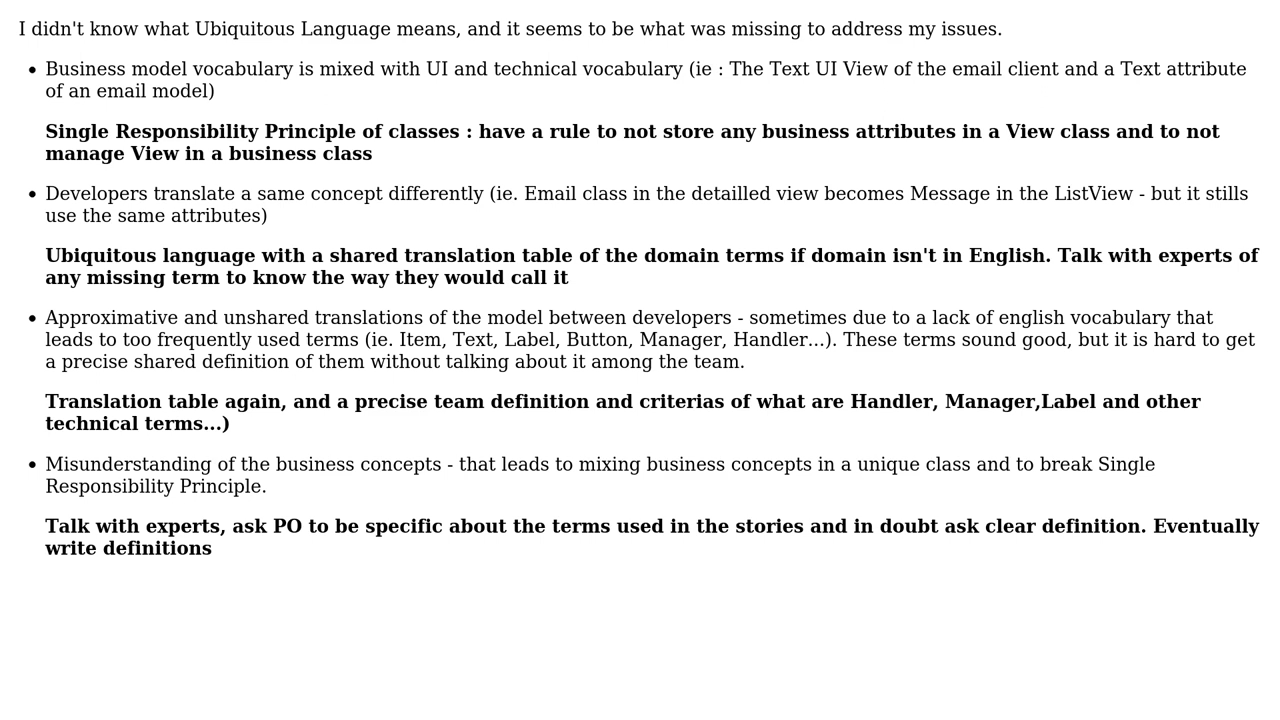 I didn't know what Ubiquitous Language means, and it seems to be what was missing to address my issues.
• Business model vocabulary is mixed with UI and technical vocabulary (ie : The Text UI View of the email client and a Text attribute
of an email model)
Single Responsibility Principle of classes : have a rule to not store any business attributes in a View class and to not
manage View in a business class
• Developers translate a same concept differently (ie. Email class in the detailled view becomes Message in the ListView - but it stills
use the same attributes)
Ubiquitous language with a shared translation table of the domain terms if domain isn't in English. Talk with experts of
any missing term to know the way they would call it
• Approximative and unshared translations of the model between developers - sometimes due to a lack of english vocabulary that
leads to too frequently used terms (ie. Item, Text, Label, Button, Manager, Handler...). These terms sound good, but it is hard to get
a precise shared definition of them without talking about it among the team.
Translation table again, and a precise team definition and criterias of what are Handler, Manager,Label and other
technical terms...)
• Misunderstanding of the business concepts - that leads to mixing business concepts in a unique class and to break Single
Responsibility Principle.
Talk with experts, ask PO to be specific about the terms used in the stories and in doubt ask clear definition. Eventually
write definitions